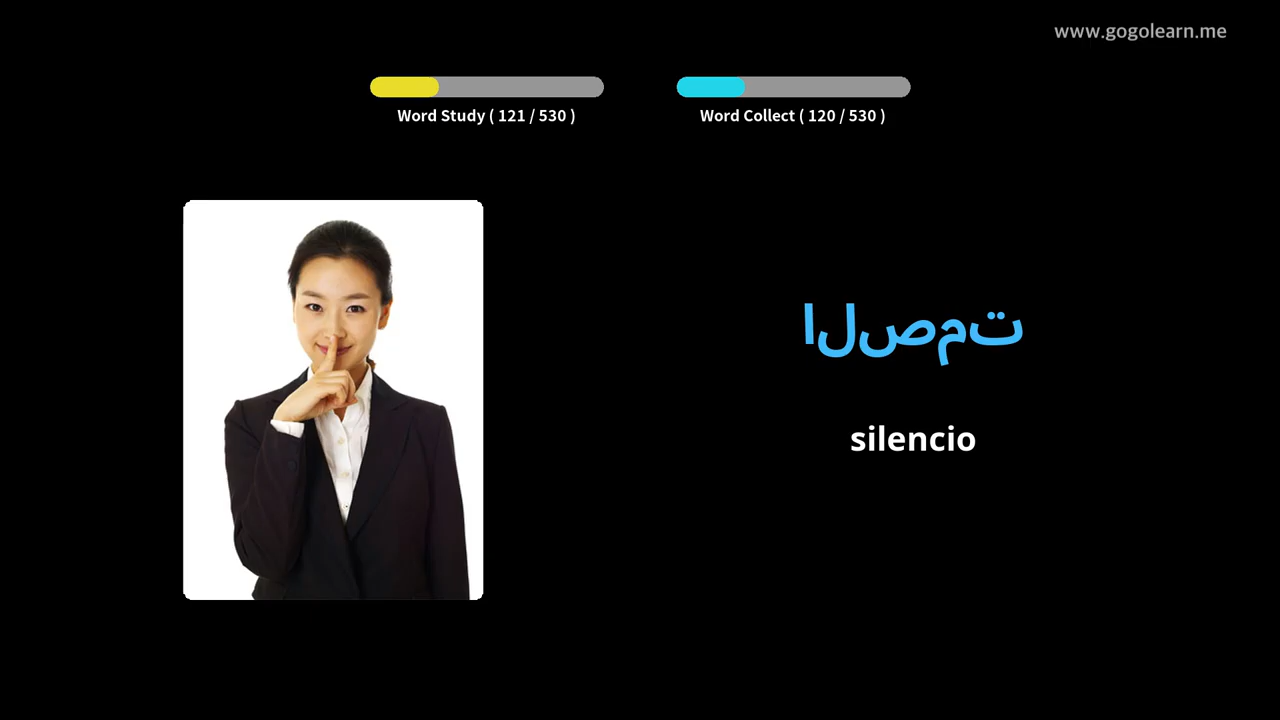 www.gogolearn.me
Word Study ( 121 / 530 )
Word Collect ( 120 / 530 )
الصمت
silencio